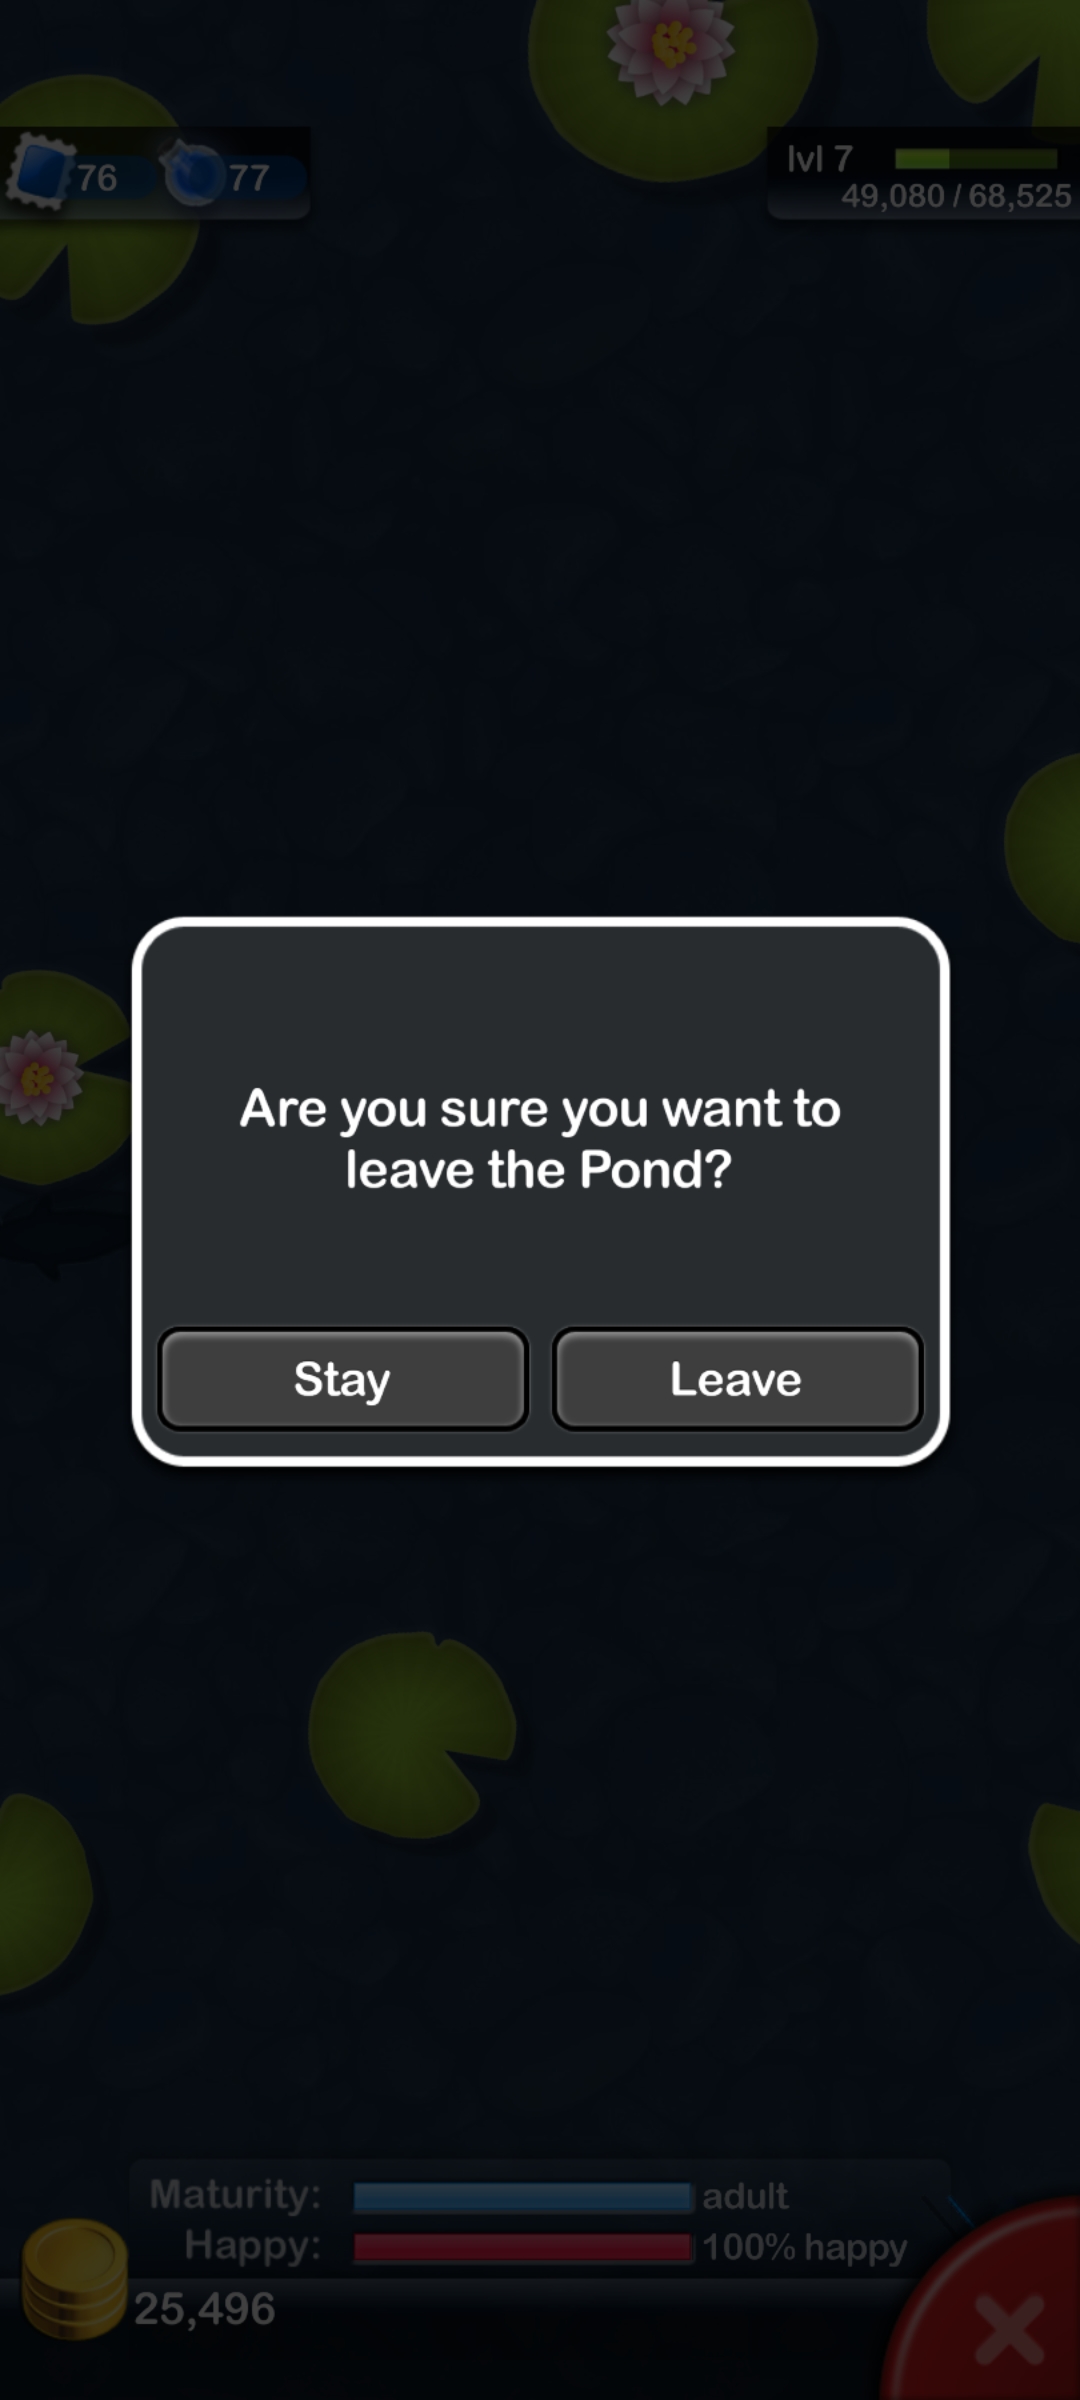 76 77
lvl 7
49,080 / 68,525
Are you sure you want to
leave the Pond?
Stay Leave
Maturity: adult
Happy: 100% happy
25,496